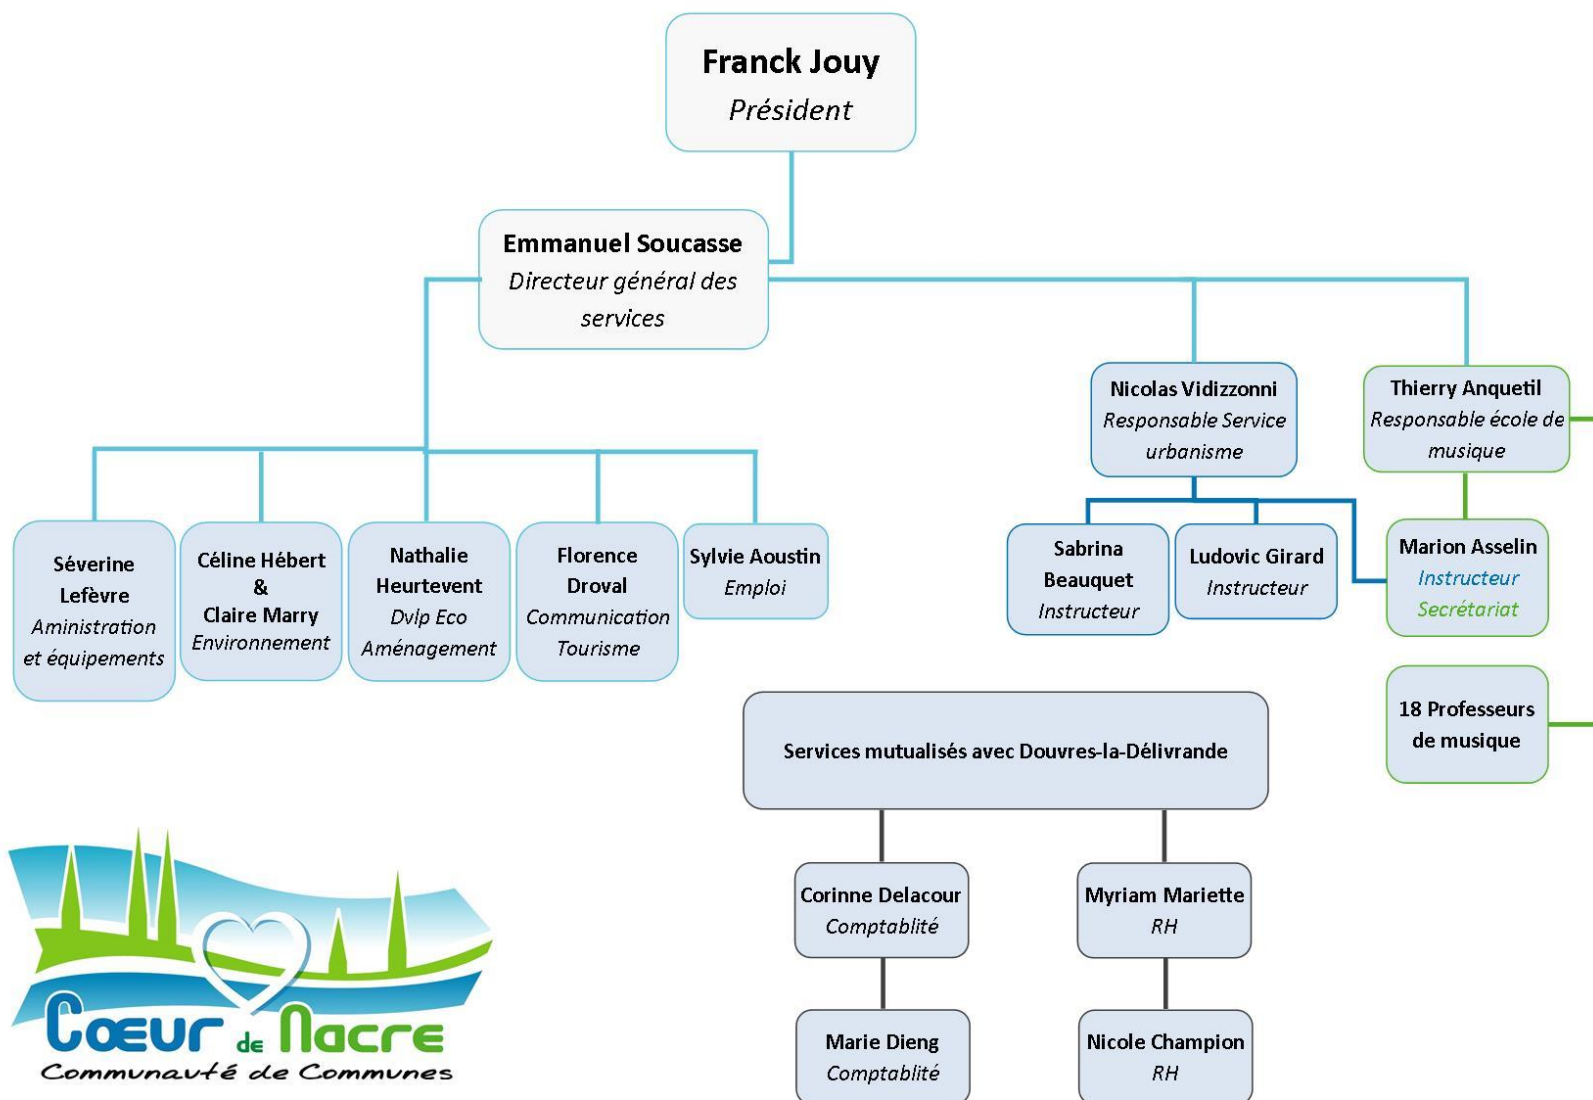 Franck Jouy
Président
Emmanuel Soucasse
Directeur général des
services
Nicolas Vidizzonni
Responsable Service
urbanisme
Thierry Anquetil
Responsable école de
musique
Séverine
Lefèvre
Aministration
et équipements
Céline Hébert
&
Claire Marry
Environnement
Nathalie
Heurtevent
Dvlp Eco
Aménagement
Florence
Droval
Communication
Tourisme
Sylvie Aoustin
Emploi
Sabrina
Beauquet
Instructeur
Ludovic Girard
Instructeur
Marion Asselin
Instructeur
Secrétariat
18 Professeurs
de musique
Services mutualisés avec Douvres-la-Délivrande
Corinne Delacour
Comptablité
Myriam Mariette
RH
Marie Dieng
Comptablité
Nicole Champion
RH
Cœur de Nacre
Communauté de Communes